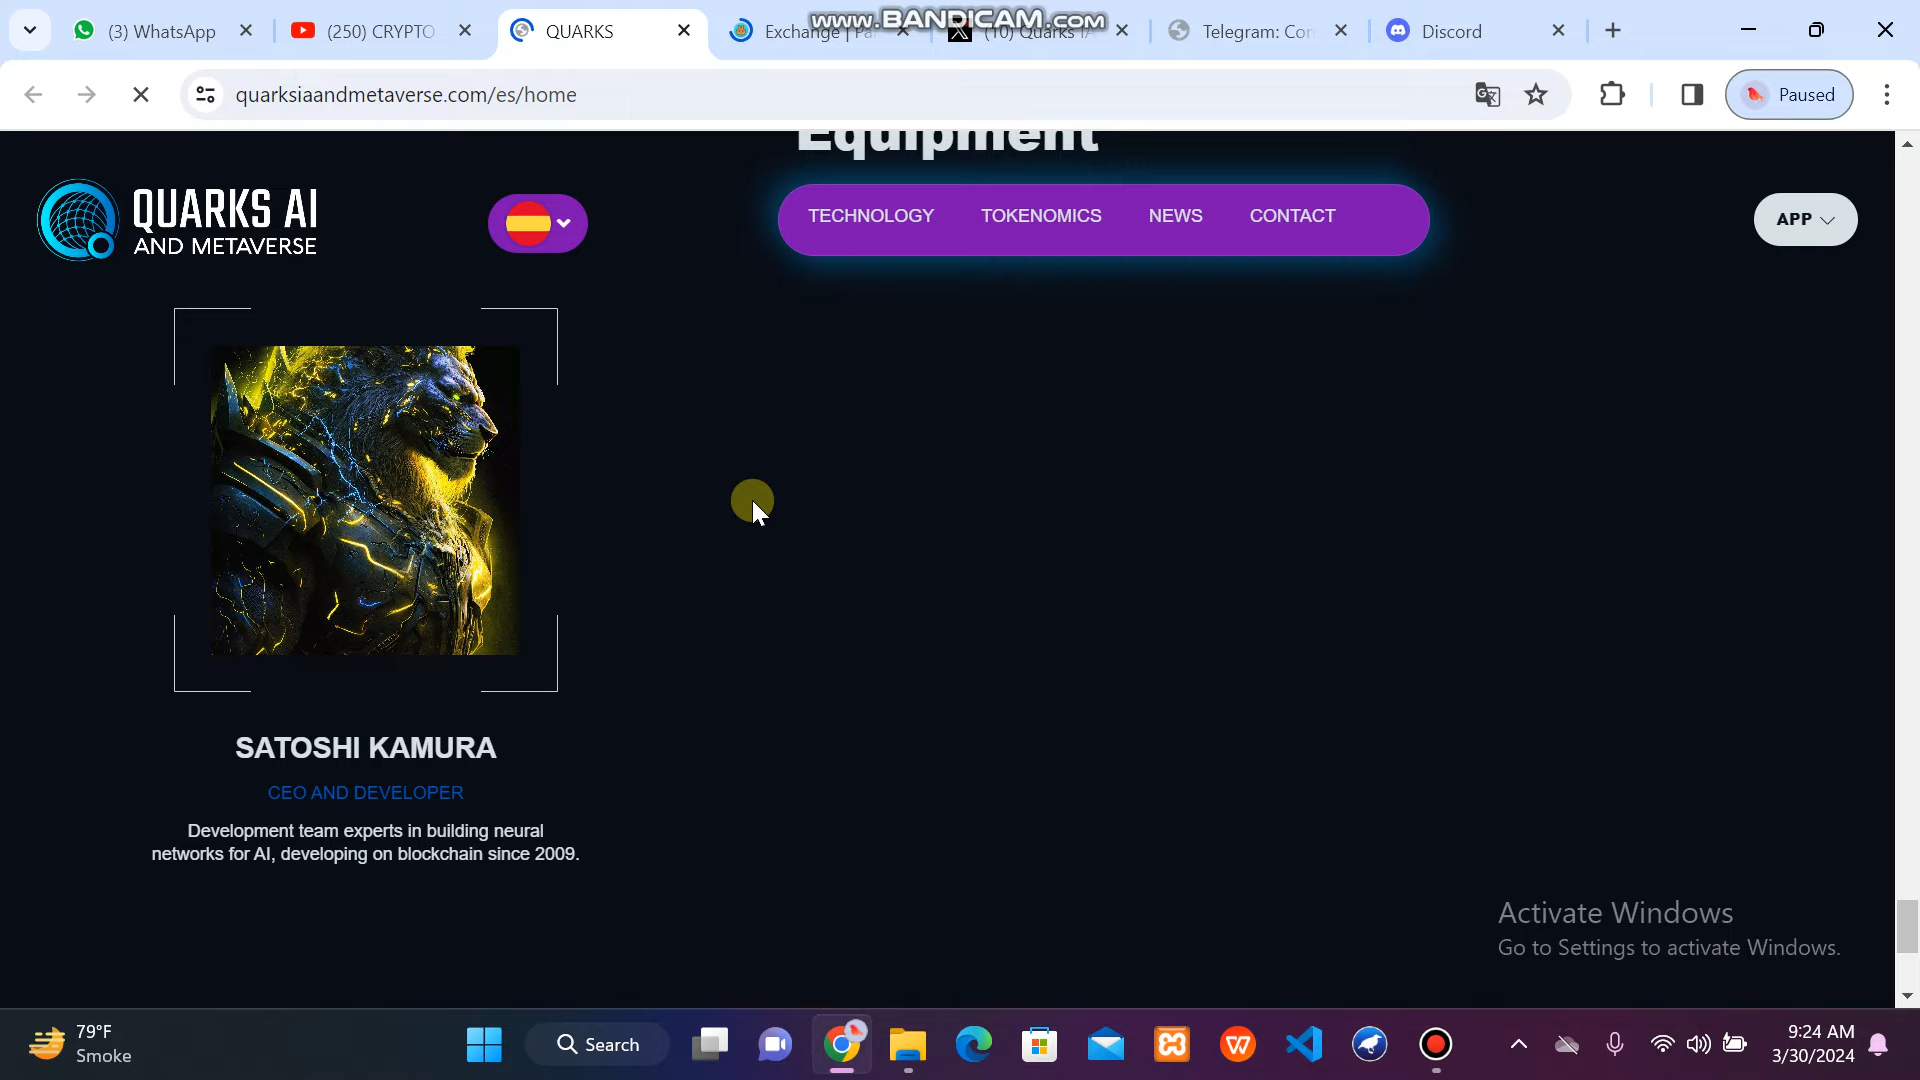 (3) WhatsApp
(250) CRYPTO
QUARKS
Exchange | Pa
www.BANDICAM.com
(10) Quarks IA
Telegram: Con
Discord
quarksiaandmetaverse.com/es/home
Paused
Equipment
QUARKS AI
AND METAVERSE
TECHNOLOGY
TOKENOMICS
NEWS
CONTACT
APP
SATOSHI KAMURA
CEO AND DEVELOPER
Development team experts in building neural
networks for AI, developing on blockchain since 2009.
Activate Windows
Go to Settings to activate Windows.
79°F
Smoke
Search
9:24 AM
3/30/2024